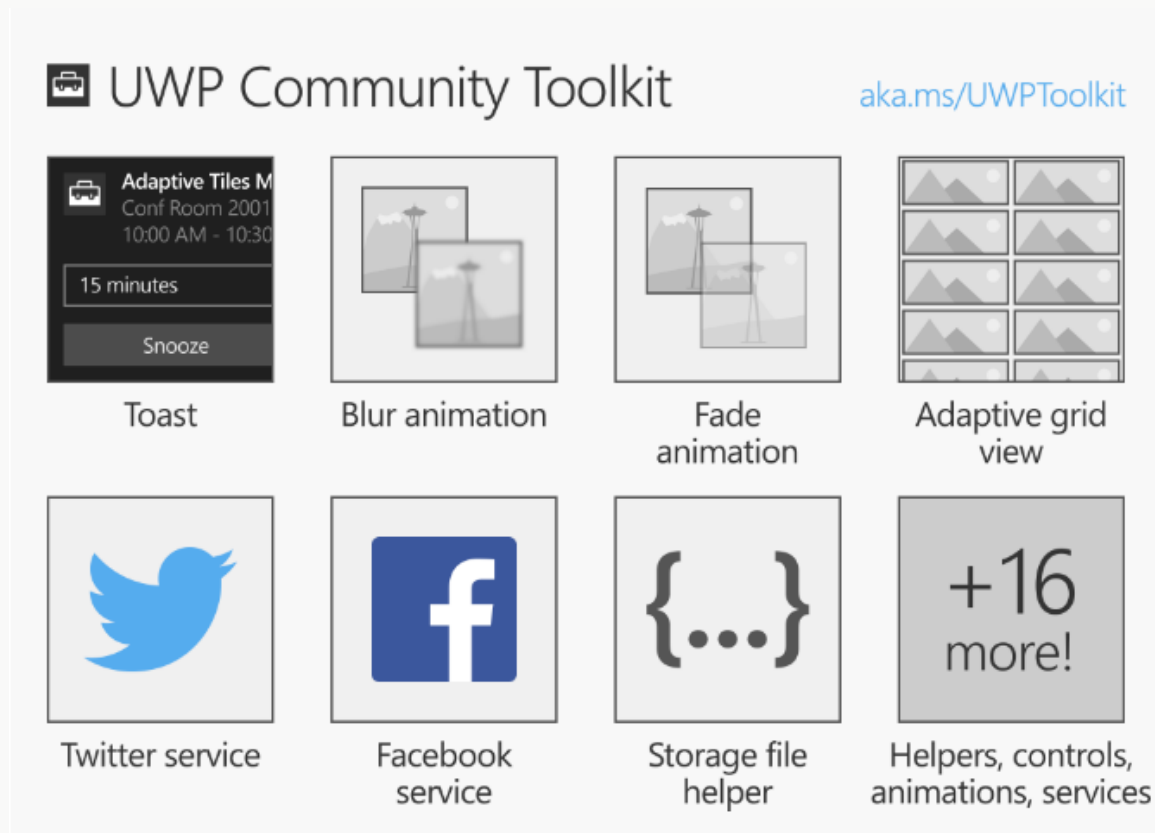 UWP Community Toolkit
aka.ms/UWPToolkit
Adaptive Tiles M
Conf Room 2001
10:00 AM - 10:30
15 minutes
Snooze
Toast
Blur animation
Fade
animation
Adaptive grid
view
{...}
+16
more!
Twitter service
Facebook
service
Storage file
helper
Helpers, controls,
animations, services